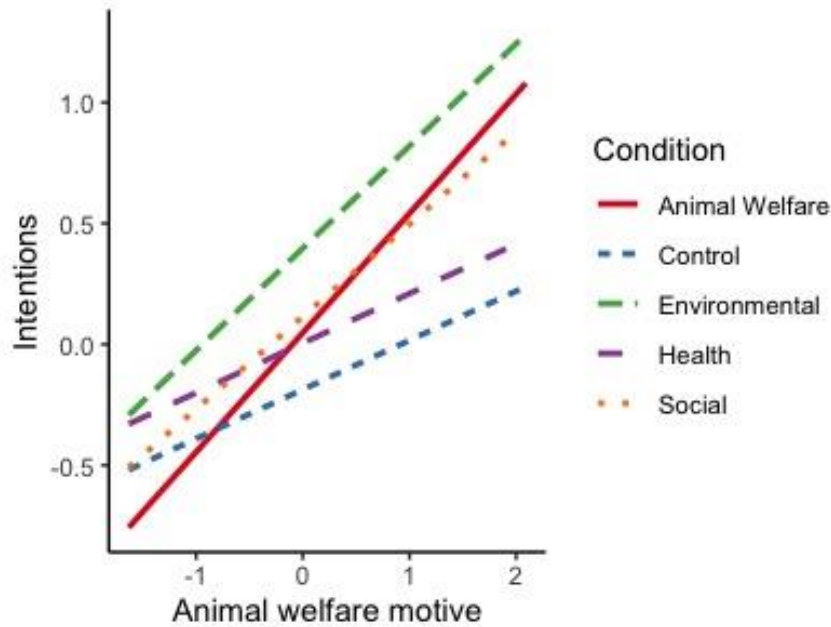 1.0
0.5
0.0
-0.5
Intentions
-1 0 1 2
Animal welfare motive
Condition
Animal Welfare
Control
Environmental
Health
Social